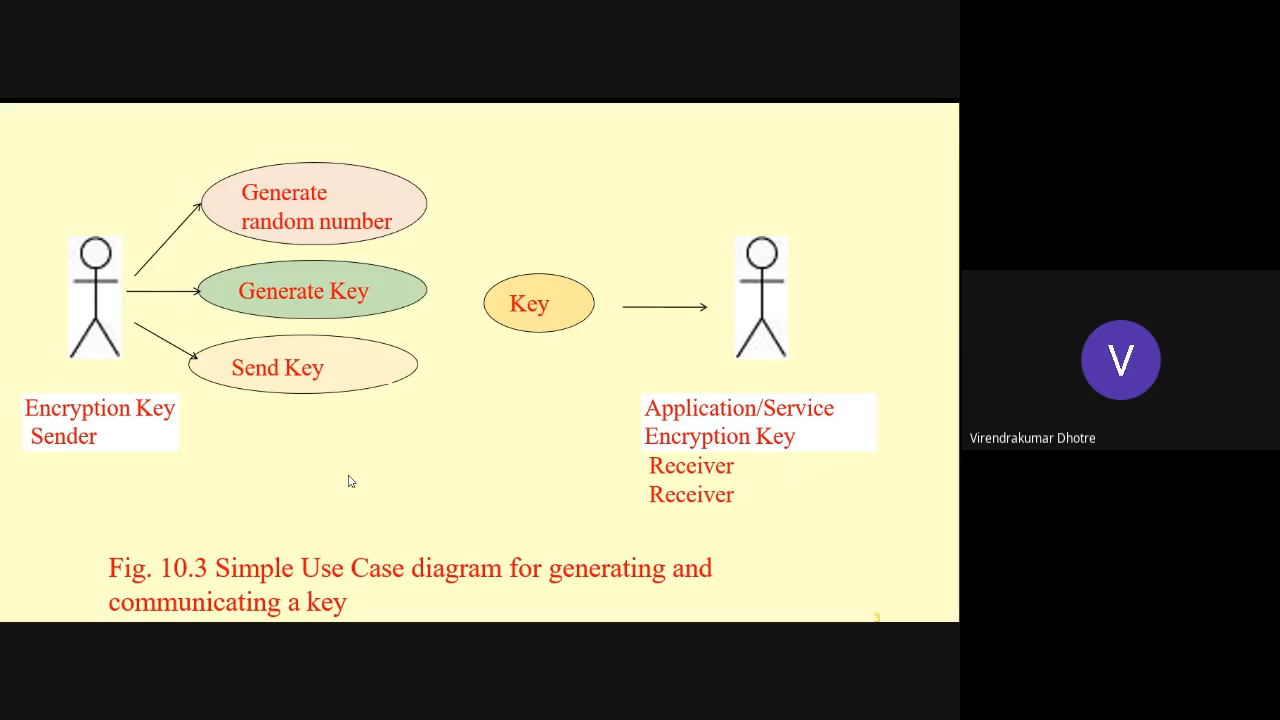 Generate
random number
Generate Key
Key
Send Key
Encryption Key
Sender
Application/Service
Encryption Key
Receiver
Receiver
Fig. 10.3 Simple Use Case diagram for generating and
communicating a key
3
V
Virendrakumar Dhotre